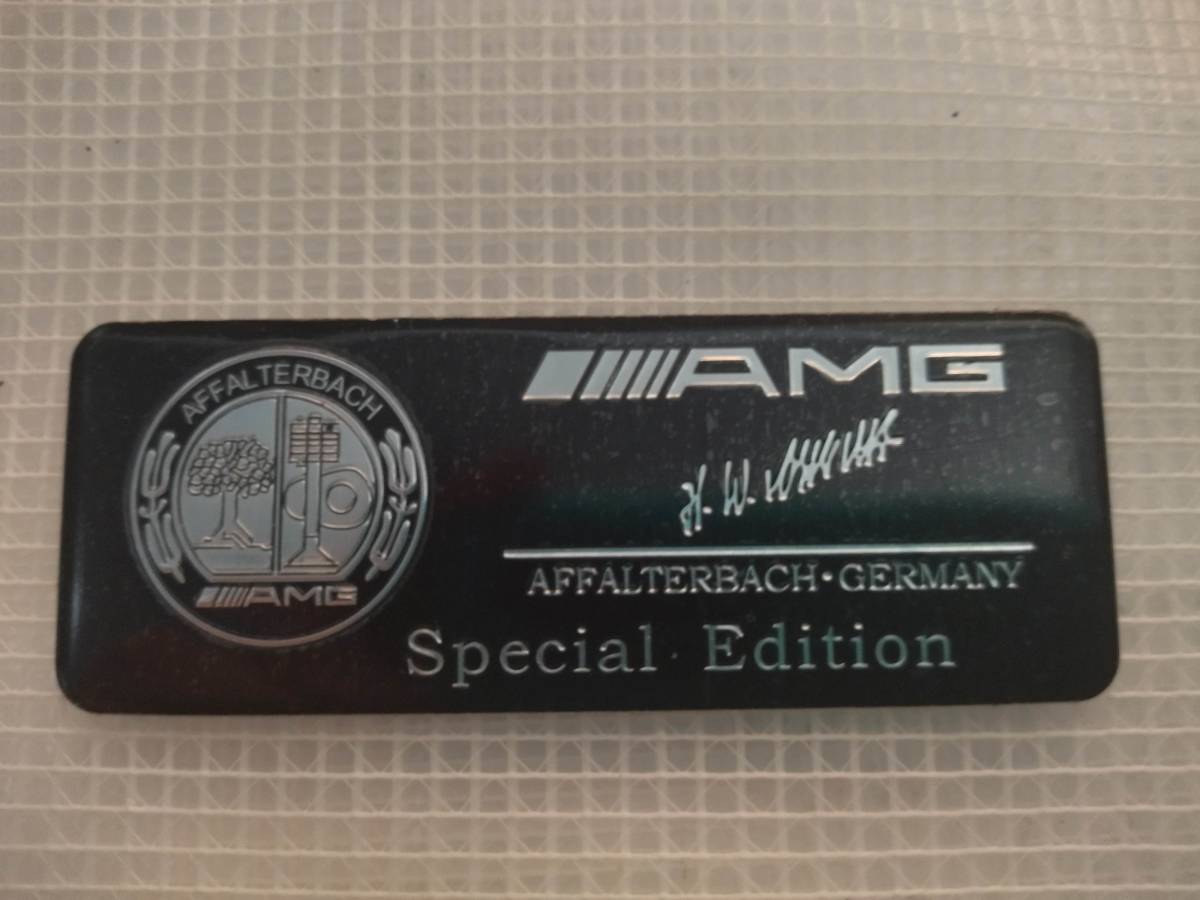 AFFALTERBACH
AMG
AMG
H. W.
AFFALTERBACH·GERMANY
Special Edition